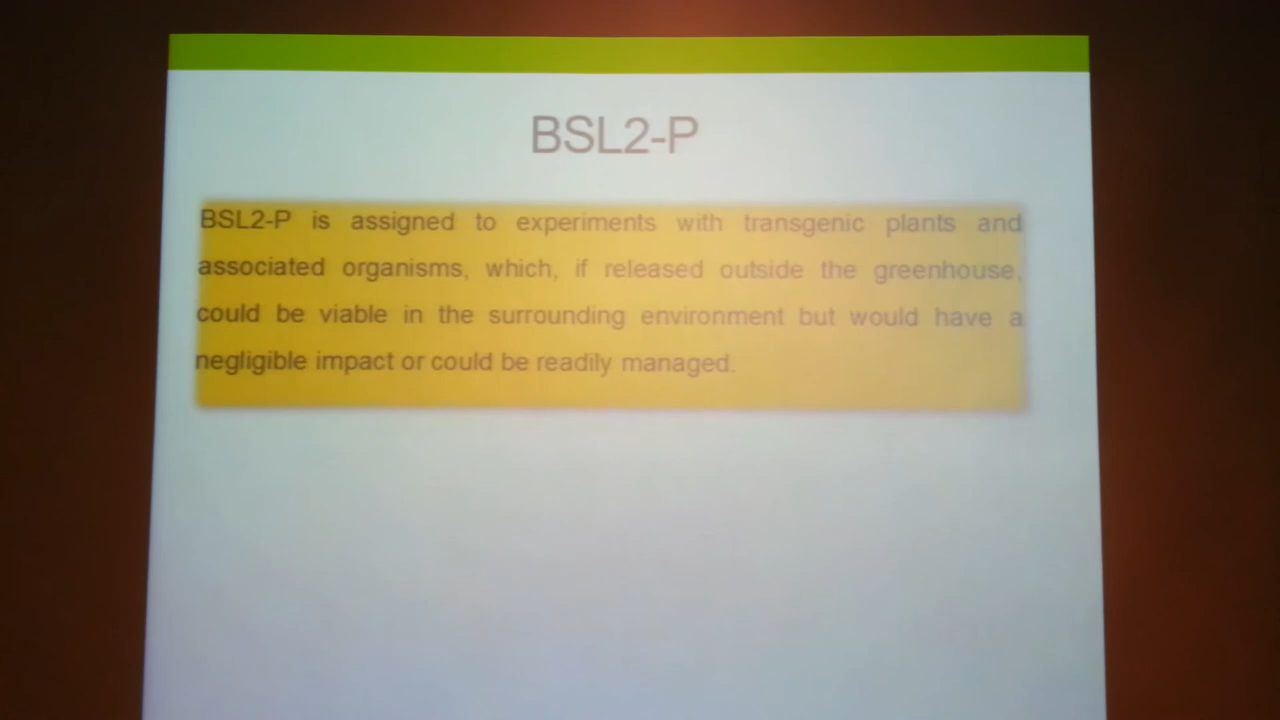 BSL2-P
BSL2-P is assigned to experiments with transgenic plants and
associated organisms, which, if released outside the greenhouse,
could be viable in the surrounding environment but would have a
negligible impact or could be readily managed.